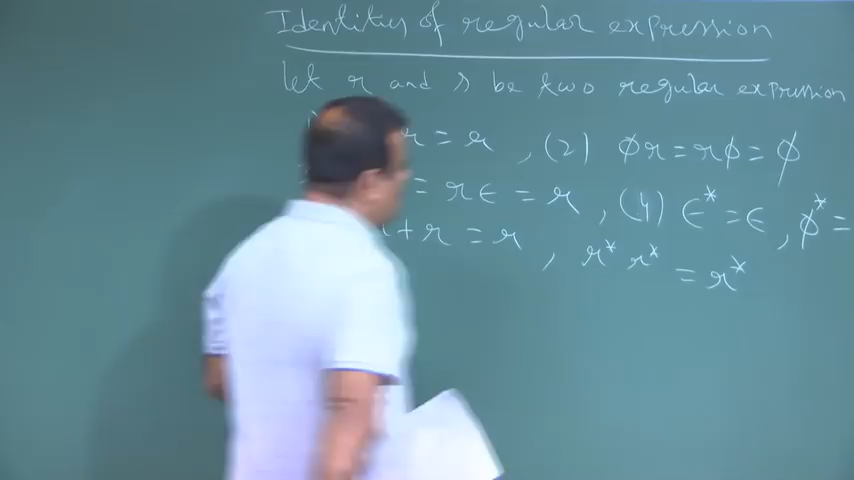 Identities of regular expression
let r and s be two regular expression
r = r , (2) ϕr = rϕ = ϕ
= rϵ = r , (4) ϵ* = ϵ , ϕ* =
+ r = r , r* r* = r*